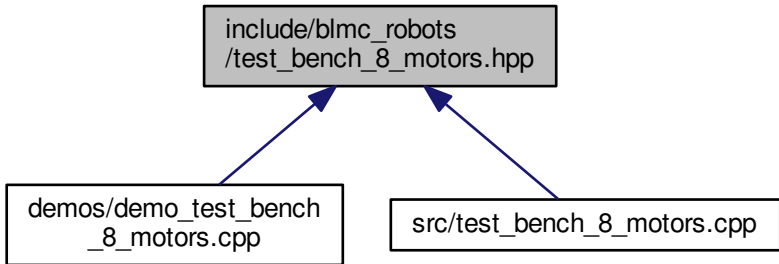 include/blmc_robots
/test_bench_8_motors.hpp
demos/demo_test_bench
_8_motors.cpp
src/test_bench_8_motors.cpp